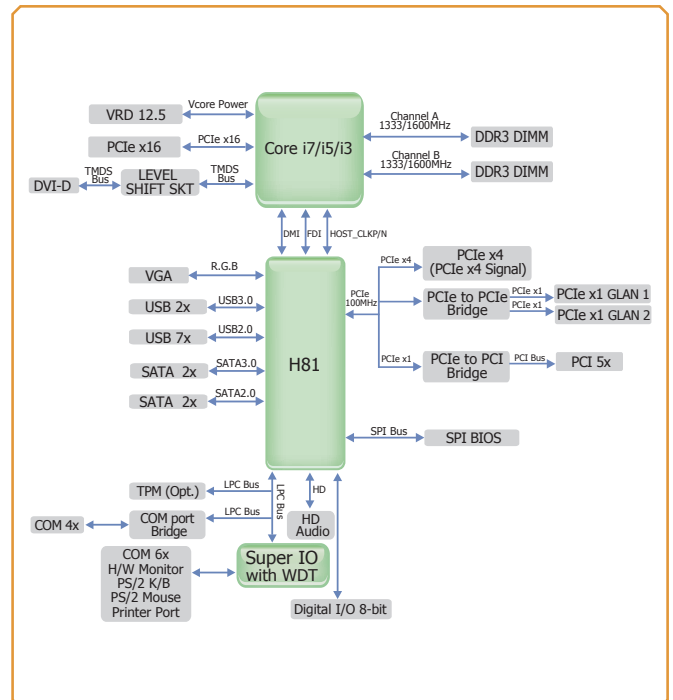 Vcore Power
VRD 12.5
PCIe x16
PCIe x16
TMDS
Bus
DVI-D
LEVEL
SHIFT SKT
TMDS
Bus
Core i7/i5/i3
Channel A
1333/1600MHz
DDR3 DIMM
Channel B
1333/1600MHz
DDR3 DIMM
DMI
FDI
HOST_CLKP/N
VGA
R.G.B
USB 2x
USB3.0
USB 7x
USB2.0
SATA 2x
SATA3.0
SATA 2x
SATA2.0
H81
PCIe
100MHz
PCIe x4
PCIe x4
(PCIe x4 Signal)
PCIe to PCIe
Bridge
PCIe x1
PCIe x1 GLAN 1
PCIe x1
PCIe x1 GLAN 2
PCIe x1
PCIe to PCI
Bridge
PCI Bus
PCI 5x
SPI Bus
SPI BIOS
TPM (Opt.)
LPC Bus
LPC Bus
HD
HD
Audio
COM 4x
COM port
Bridge
LPC Bus
COM 6x
H/W Monitor
PS/2 K/B
PS/2 Mouse
Printer Port
Super IO
with WDT
Digital I/O 8-bit